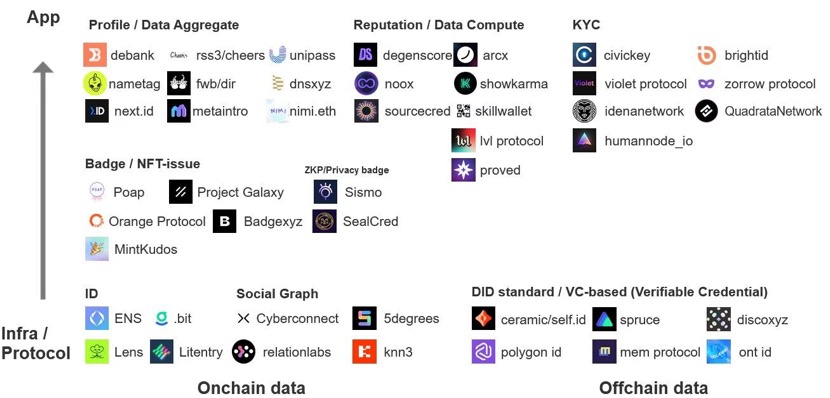 App
Profile / Data Aggregate
Reputation / Data Compute
KYC
debank rss3/cheers unipass degenscore arcx civickey brightid
nametag fwb/dir dnsxyz noox showkarma violet protocol zorrow protocol
next.id metaintro nimi.eth sourcecred skillwallet idenanetwork QuadrataNetwork
lvl protocol humannode_io
proved
Badge / NFT-issue
ZKP/Privacy badge
Poap Project Galaxy Sismo
Orange Protocol Badgexyz SealCred
MintKudos
ID
Social Graph
DID standard / VC-based (Verifiable Credential)
ENS .bit Cyberconnect 5degrees ceramic/self.id spruce discoxyz
Infra /
Protocol
Lens Litentry relationlabs knn3 polygon id mem protocol ont id
Onchain data
Offchain data